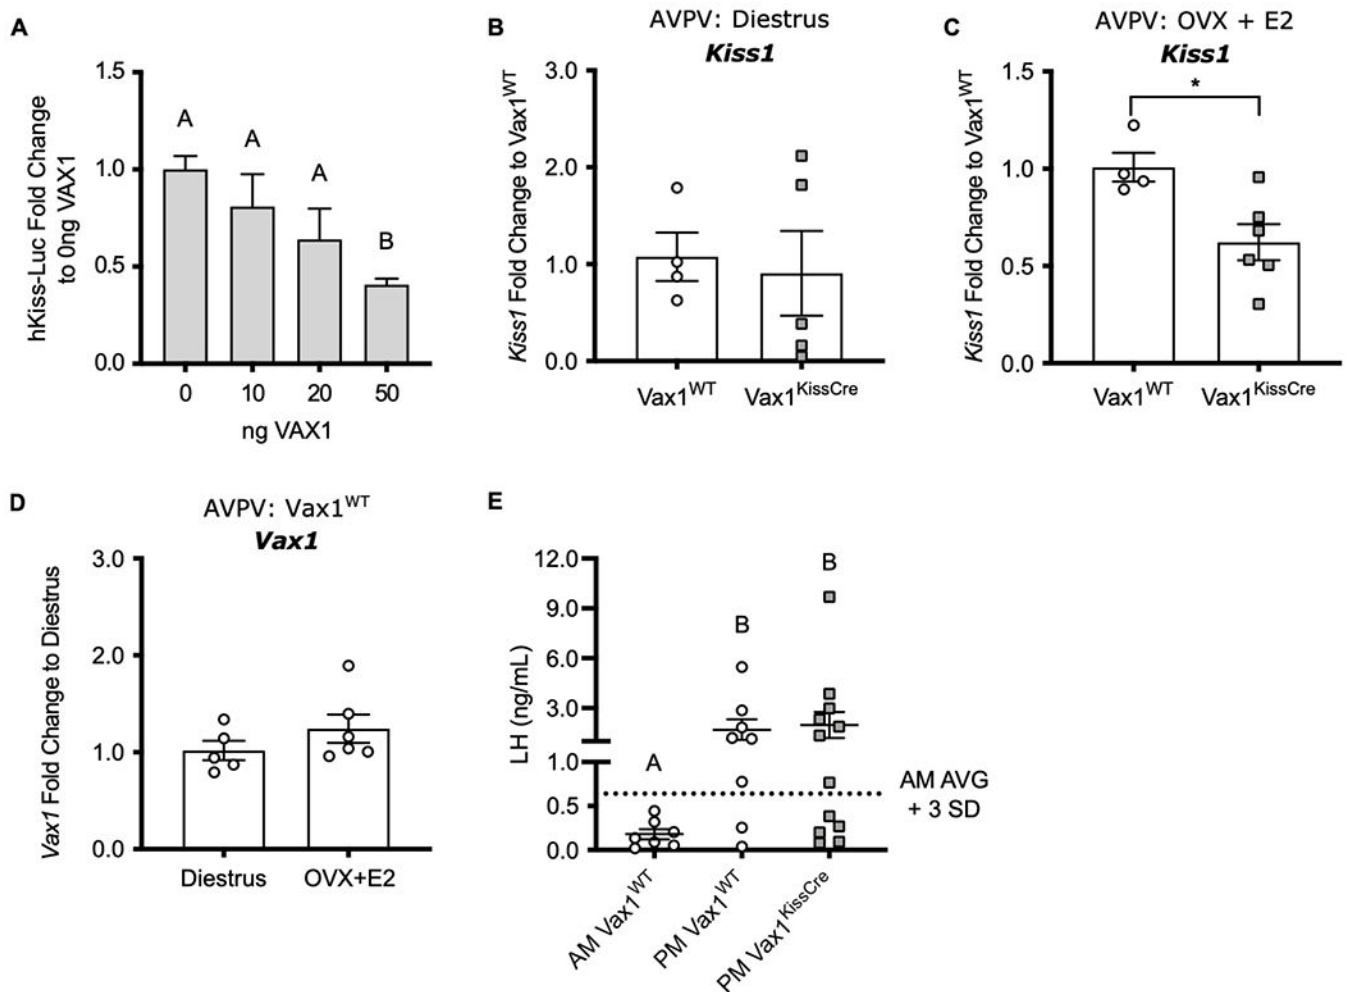 A
hKiss-Luc Fold Change
to 0ng VAX1
1.5
1.0
0.5
0.0
A
A
A
B
0 10 20 50
ng VAX1
B
AVPV: Diestrus
Kiss1
Kiss1 Fold Change to Vax1WT
3.0
2.0
1.0
0.0
Vax1WT Vax1KissCre
C
AVPV: OVX + E2
Kiss1
Kiss1 Fold Change to Vax1WT
1.5
1.0
0.5
0.0
*
Vax1WT Vax1KissCre
D
AVPV: Vax1WT
Vax1
Vax1 Fold Change to Diestrus
3.0
2.0
1.0
0.0
Diestrus OVX+E2
E
LH (ng/mL)
12.0
9.0
6.0
3.0
1.0
0.5
0.0
A
B
B
AM AVG
+ 3 SD
AM Vax1WT
PM Vax1WT
PM Vax1KissCre